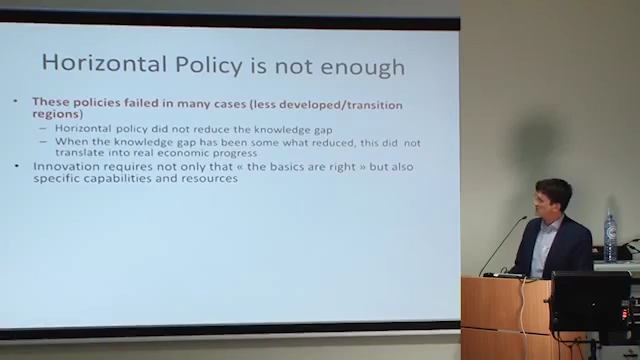 Horizontal Policy is not enough
• These policies failed in many cases (less developed/transition
regions)
– Horizontal policy did not reduce the knowledge gap
– When the knowledge gap has been some what reduced, this did not
translate into real economic progress
• Innovation requires not only that « the basics are right » but also
specific capabilities and resources